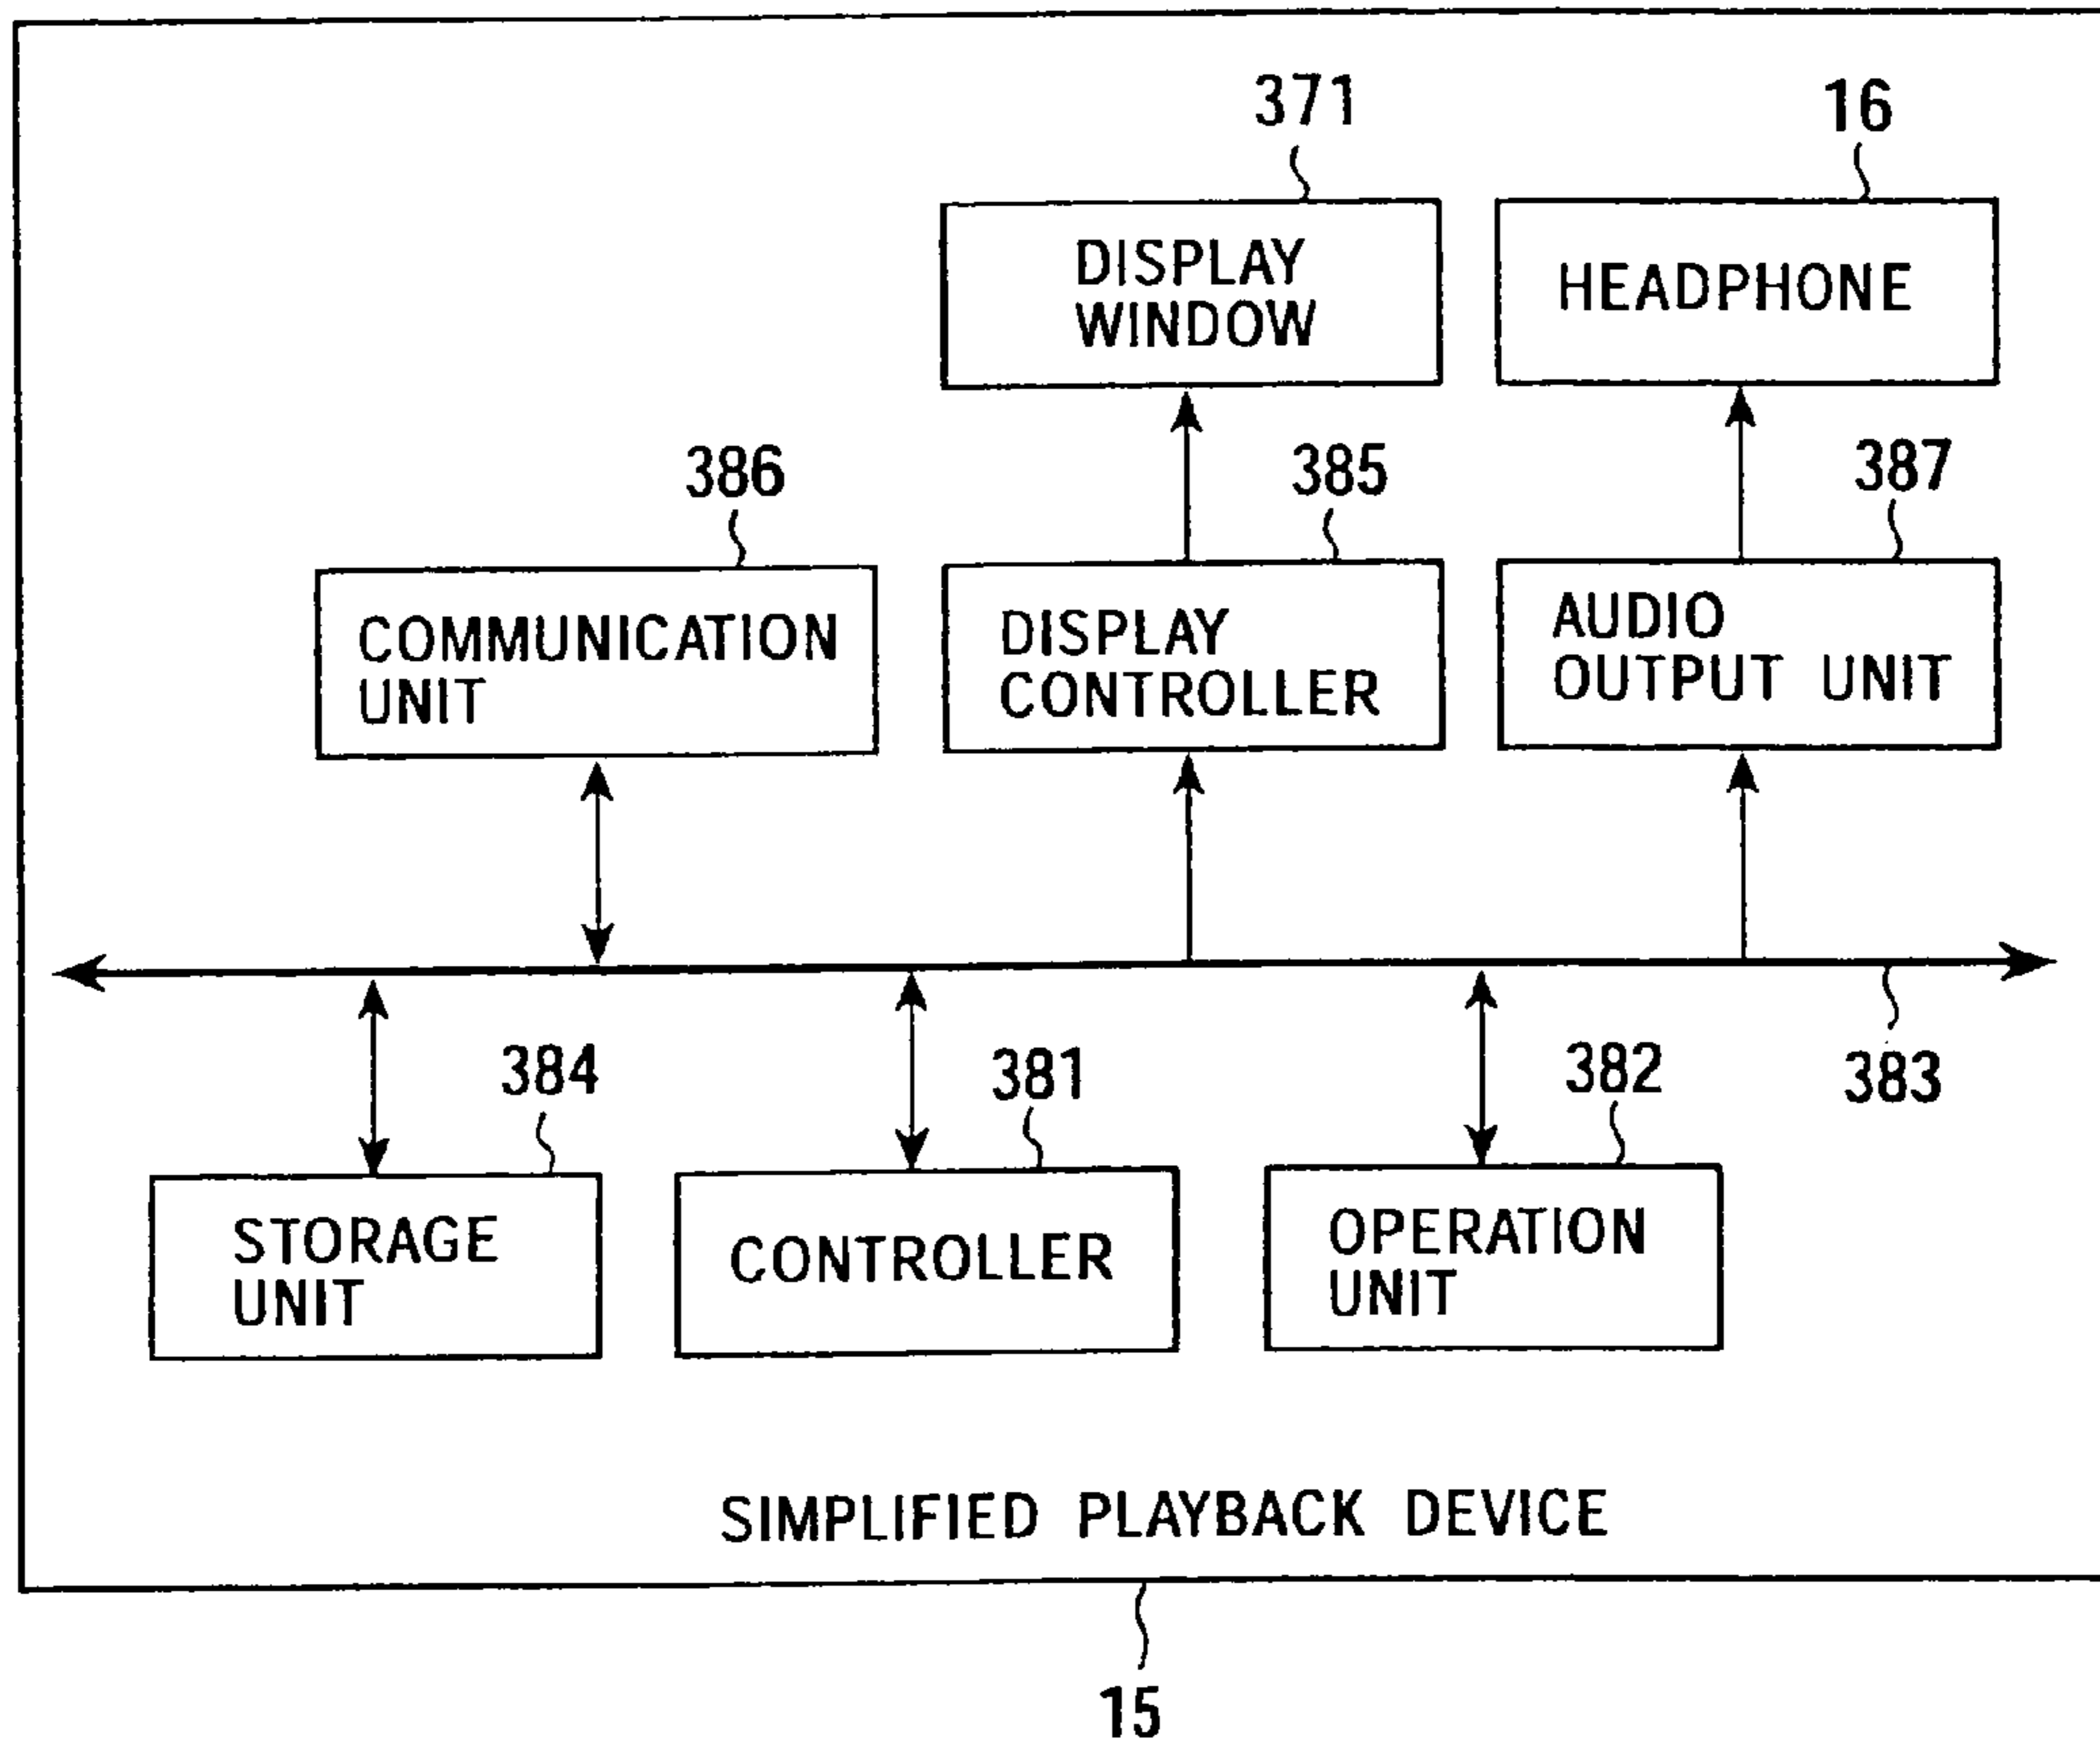 371
16
DISPLAY
WINDOW
HEADPHONE
386
385
387
COMMUNICATION
UNIT
DISPLAY
CONTROLLER
AUDIO
OUTPUT UNIT
384
381
382
383
STORAGE
UNIT
CONTROLLER
OPERATION
UNIT
SIMPLIFIED PLAYBACK DEVICE
15